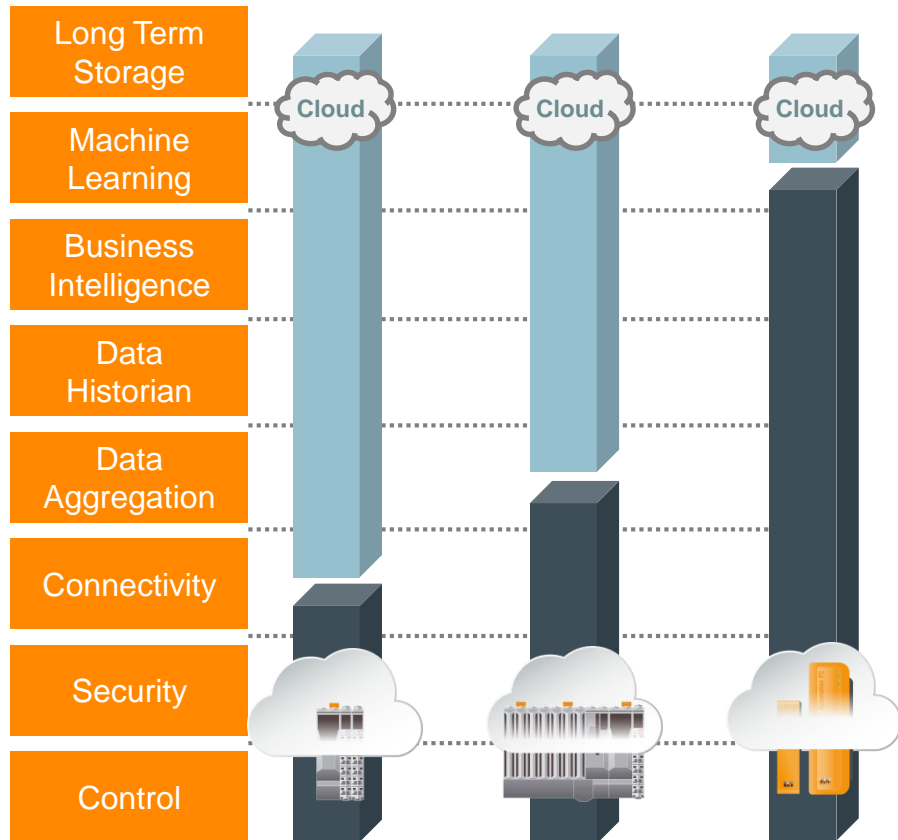 Long Term
Storage
Cloud
Cloud
Cloud
Machine
Learning
Business
Intelligence
Data
Historian
Data
Aggregation
Connectivity
Security
Control